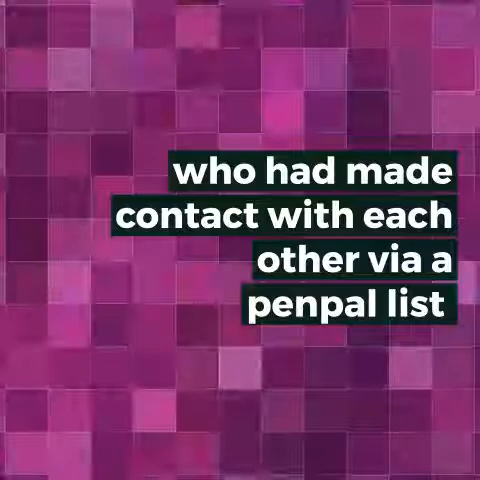 who had made
contact with each
other via a
penpal list